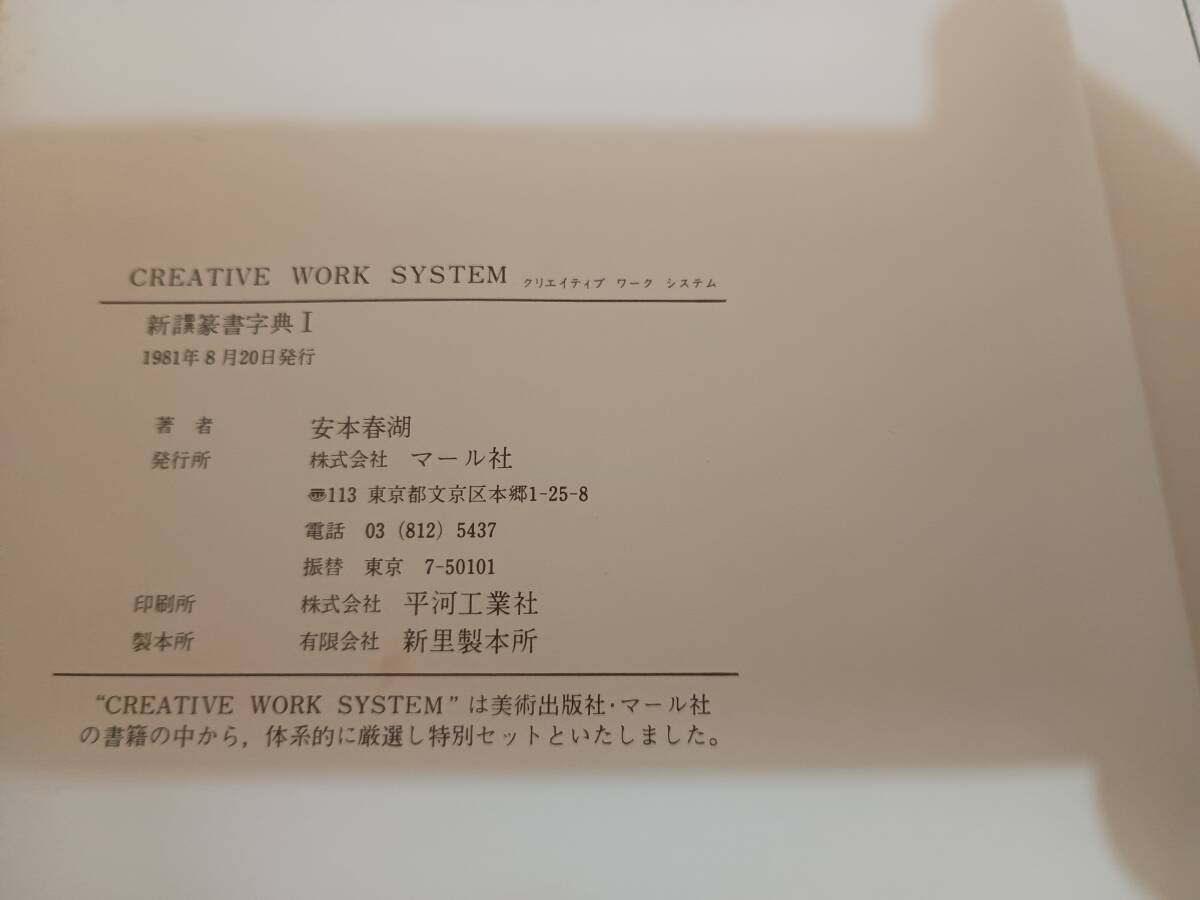 CREATIVE WORK SYSTEM クリエイティブ ワーク システム
新譔篆書字典 I
1981年8月20日発行
著者 安本春湖
発行所 株式会社 マール社
〠113 東京都文京区本郷1-25-8
電話 03 (812) 5437
振替 東京 7-50101
印刷所 株式会社 平河工業社
製本所 有限会社 新里製本所
“CREATIVE WORK SYSTEM”は美術出版社・マール社
の書籍の中から，体系的に厳選し特別セットといたしました。